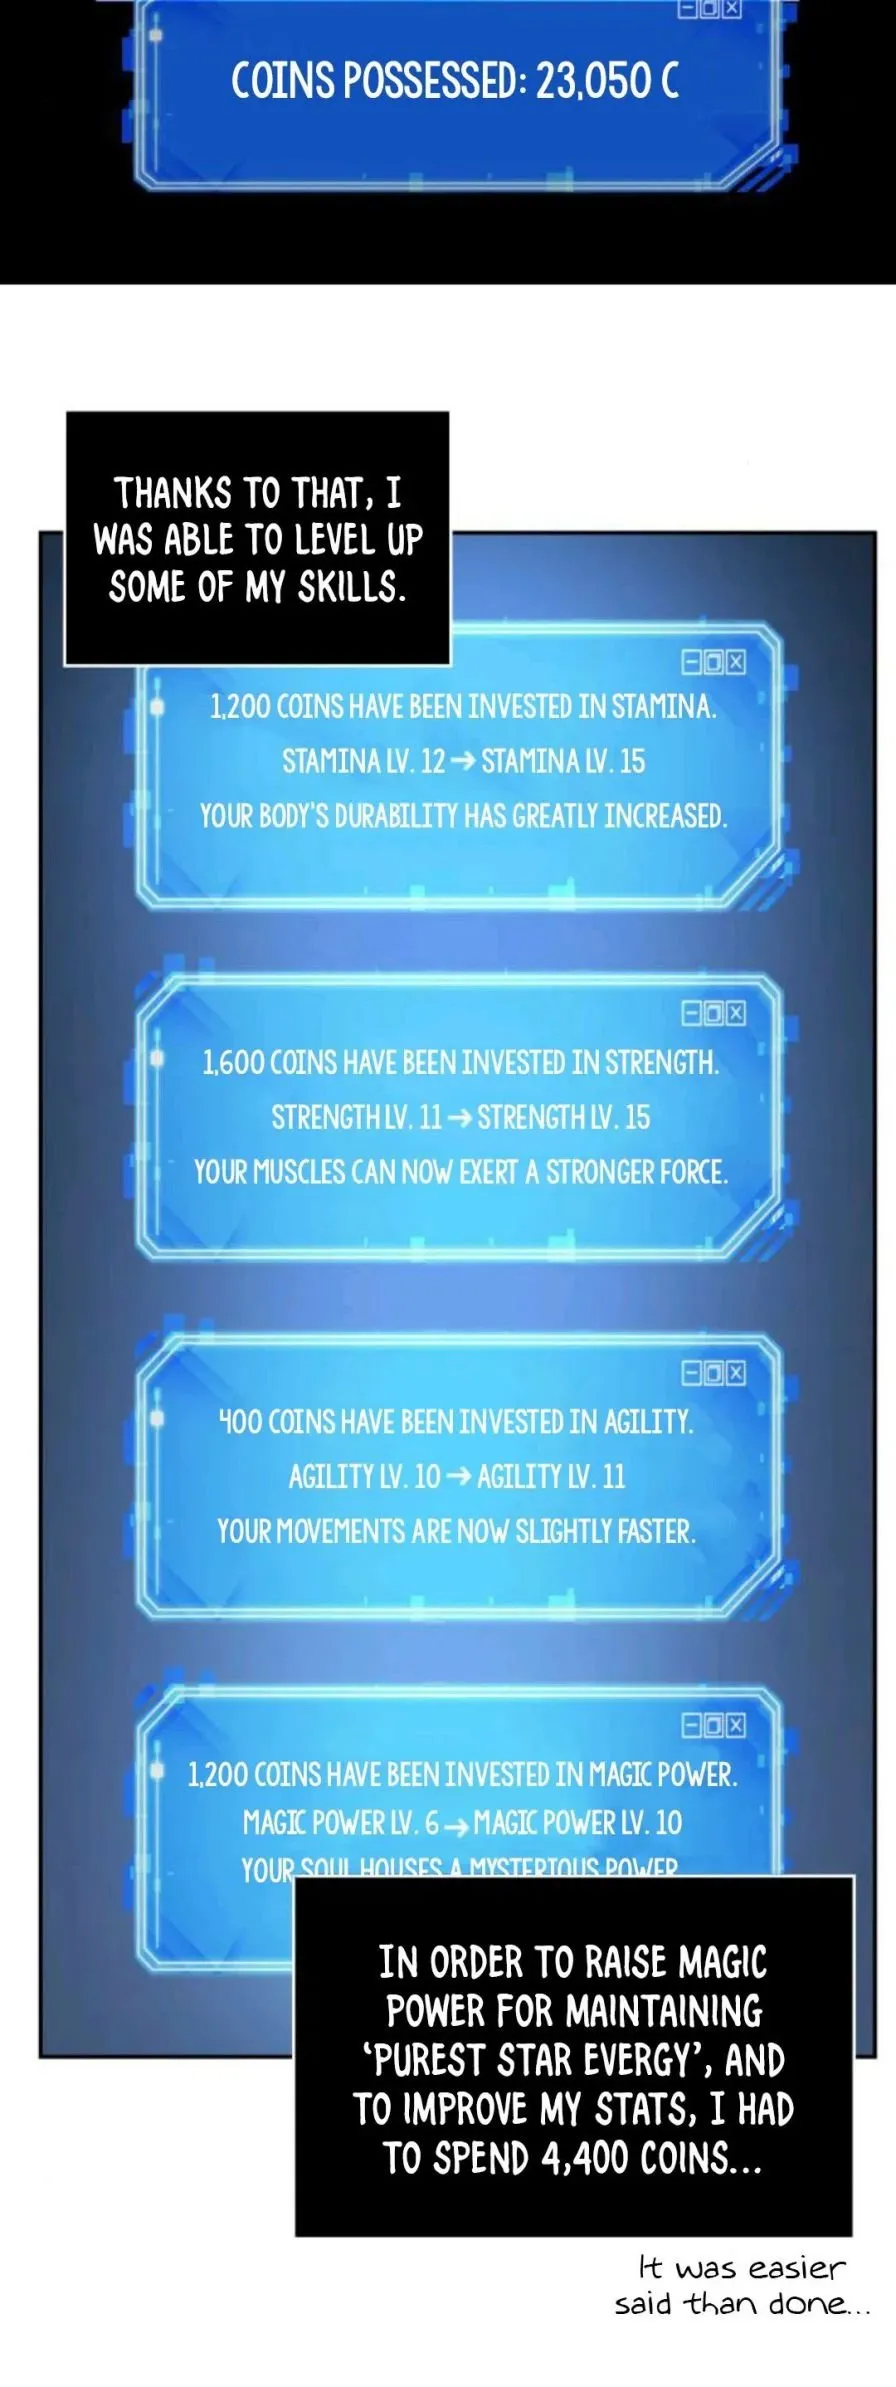 COINS POSSESSED: 23,050 C
THANKS TO THAT, I
WAS ABLE TO LEVEL UP
SOME OF MY SKILLS.
1,200 COINS HAVE BEEN INVESTED IN STAMINA.
STAMINA LV. 12 → STAMINA LV. 15
YOUR BODY'S DURABILITY HAS GREATLY INCREASED.
1,600 COINS HAVE BEEN INVESTED IN STRENGTH.
STRENGTH LV. 11 → STRENGTH LV. 15
YOUR MUSCLES CAN NOW EXERT A STRONGER FORCE.
400 COINS HAVE BEEN INVESTED IN AGILITY.
AGILITY LV. 10 → AGILITY LV. 11
YOUR MOVEMENTS ARE NOW SLIGHTLY FASTER.
1,200 COINS HAVE BEEN INVESTED IN MAGIC POWER.
MAGIC POWER LV. 6 → MAGIC POWER LV. 10
YOUR SOUL HOUSES A MYSTERIOUS POWER
IN ORDER TO RAISE MAGIC
POWER FOR MAINTAINING
'PUREST STAR EVERGY', AND
TO IMPROVE MY STATS, I HAD
TO SPEND 4,400 COINS...
It was easier
said than done...